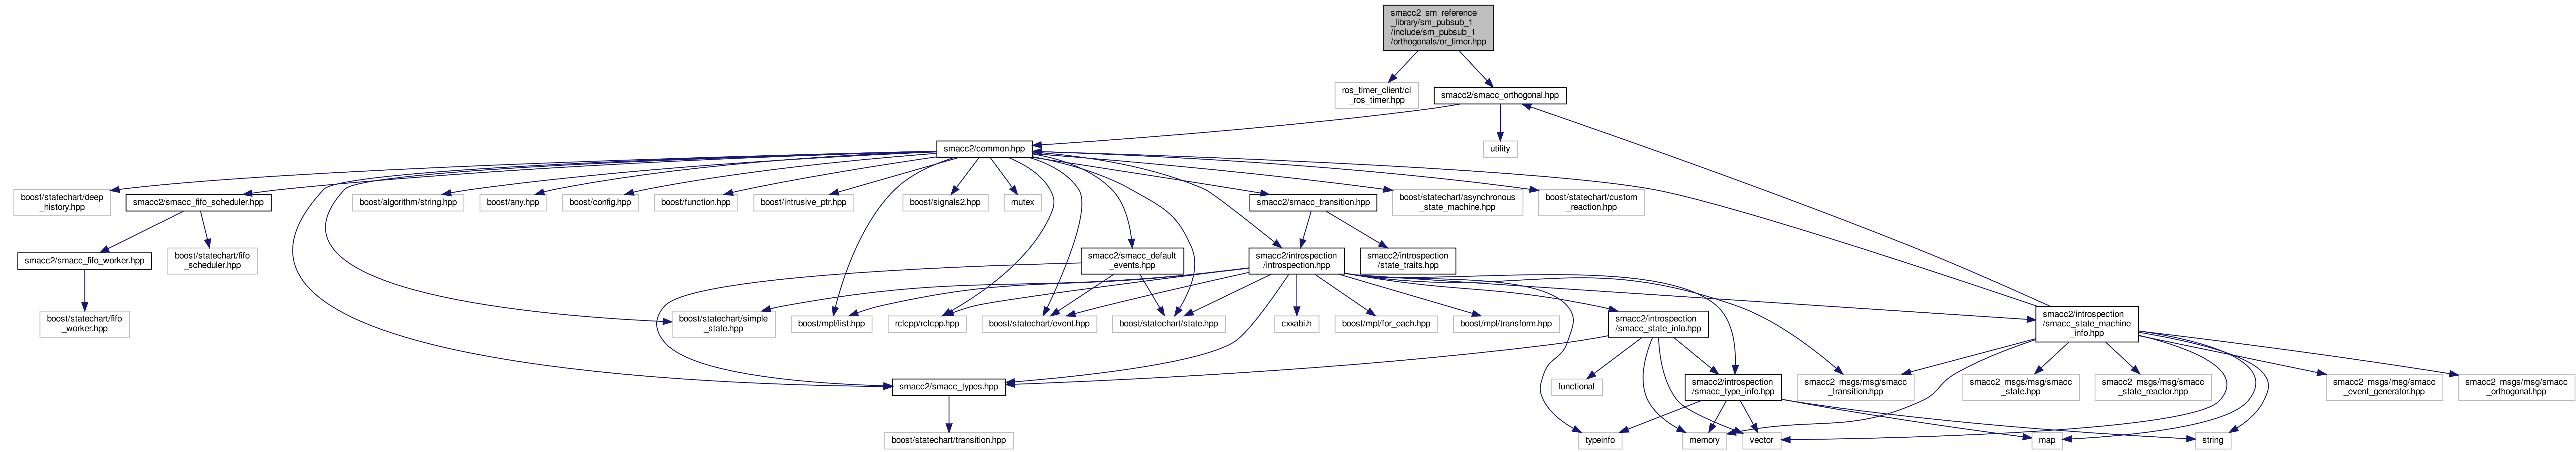 smacc2_sm_reference
_library/sm_pubsub_1
/include/sm_pubsub_1
/orthogonals/or_timer.hpp
ros_timer_client/cl
_ros_timer.hpp
smacc2/smacc_orthogonal.hpp
smacc2/common.hpp
utility
boost/statechart/deep
_history.hpp
smacc2/smacc_fifo_scheduler.hpp
boost/algorithm/string.hpp
boost/any.hpp
boost/config.hpp
boost/function.hpp
boost/intrusive_ptr.hpp
boost/signals2.hpp
mutex
smacc2/smacc_transition.hpp
boost/statechart/asynchronous
_state_machine.hpp
boost/statechart/custom
_reaction.hpp
smacc2/smacc_fifo_worker.hpp
boost/statechart/fifo
_scheduler.hpp
smacc2/smacc_default
_events.hpp
smacc2/introspection
/introspection.hpp
smacc2/introspection
/state_traits.hpp
boost/statechart/fifo
_worker.hpp
boost/statechart/simple
_state.hpp
boost/mpl/list.hpp
rclcpp/rclcpp.hpp
boost/statechart/event.hpp
boost/statechart/state.hpp
cxxabi.h
boost/mpl/for_each.hpp
boost/mpl/transform.hpp
smacc2/introspection
/smacc_state_info.hpp
smacc2/introspection
/smacc_state_machine
_info.hpp
smacc2/smacc_types.hpp
functional
smacc2/introspection
/smacc_type_info.hpp
smacc2_msgs/msg/smacc
_transition.hpp
smacc2_msgs/msg/smacc
_state.hpp
smacc2_msgs/msg/smacc
_state_reactor.hpp
smacc2_msgs/msg/smacc
_event_generator.hpp
smacc2_msgs/msg/smacc
_orthogonal.hpp
boost/statechart/transition.hpp
typeinfo
memory
vector
map
string